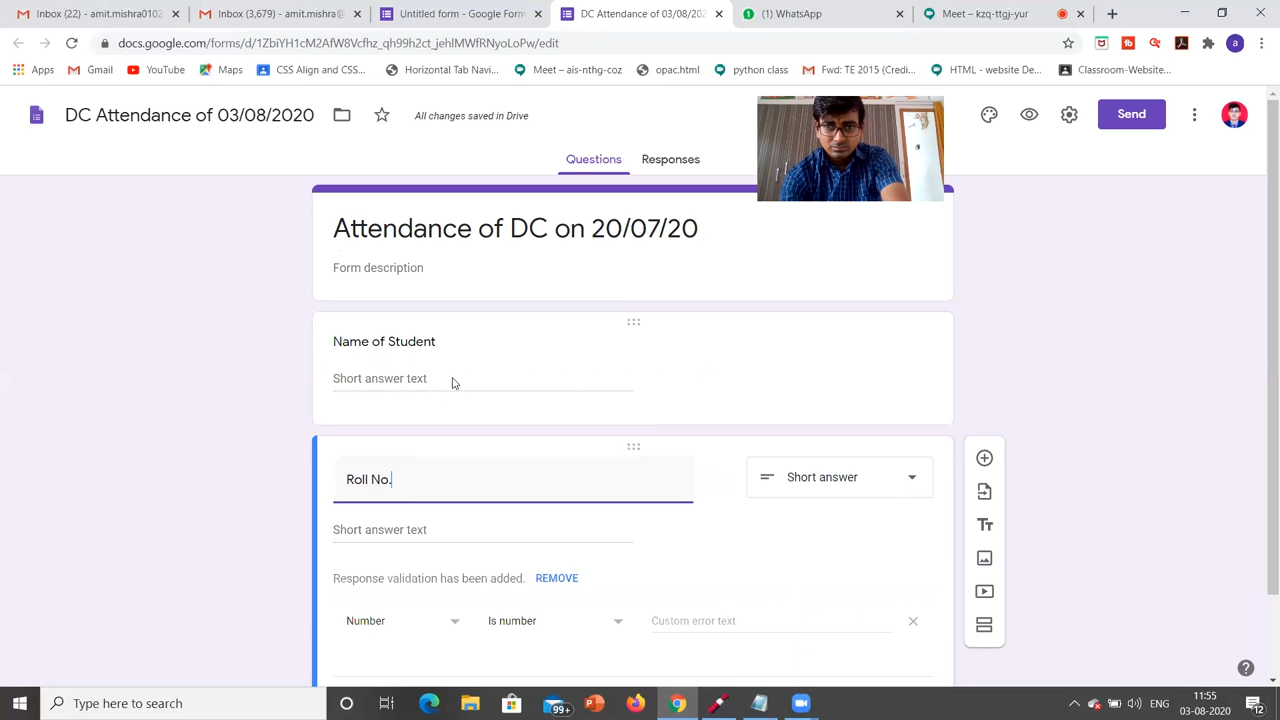 Inbox (22) - amit.mishra0102
Inbox (3,679) - amitmishra@
Untitled form - Google Form
DC Attendance of 03/08/202
(1) WhatsApp
Meet – kzq-ttgj-yur
docs.google.com/forms/d/1ZbiYH1cM2AfW8Vcfhz_qh99h2ct_jehlMWfRNyoLoPw/edit
a
Apps
Gmail
YouTube
Maps
CSS Align and CSS...
Horizontal Tab Navi...
Meet – ais-nthg-coz
opac.html
python class
Fwd: TE 2015 (Credi...
HTML - website De...
Classroom-Website...
DC Attendance of 03/08/2020
All changes saved in Drive
Send
Questions
Responses
Attendance of DC on 20/07/20
Form description
Name of Student
Short answer text
Roll No.
Short answer
Short answer text
Response validation has been added. REMOVE
Number
Is number
Custom error text
Type here to search
99+
ENG
11:55
03-08-2020
12